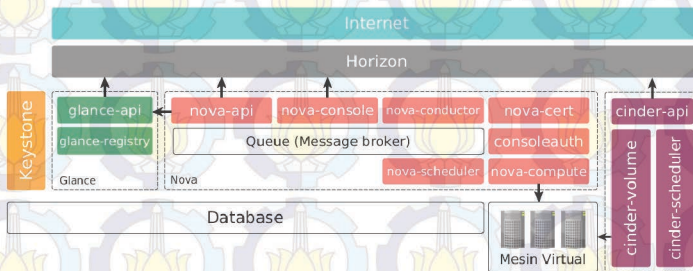 Internet
Horizon
Keystone
glance-api
nova-api
nova-console
nova-conductor
nova-cert
cinder-api
glance-registry
Queue (Message broker)
consoleauth
Glance
Nova
nova-scheduler
nova-compute
cinder-volume
cinder-scheduler
Database
Mesin Virtual